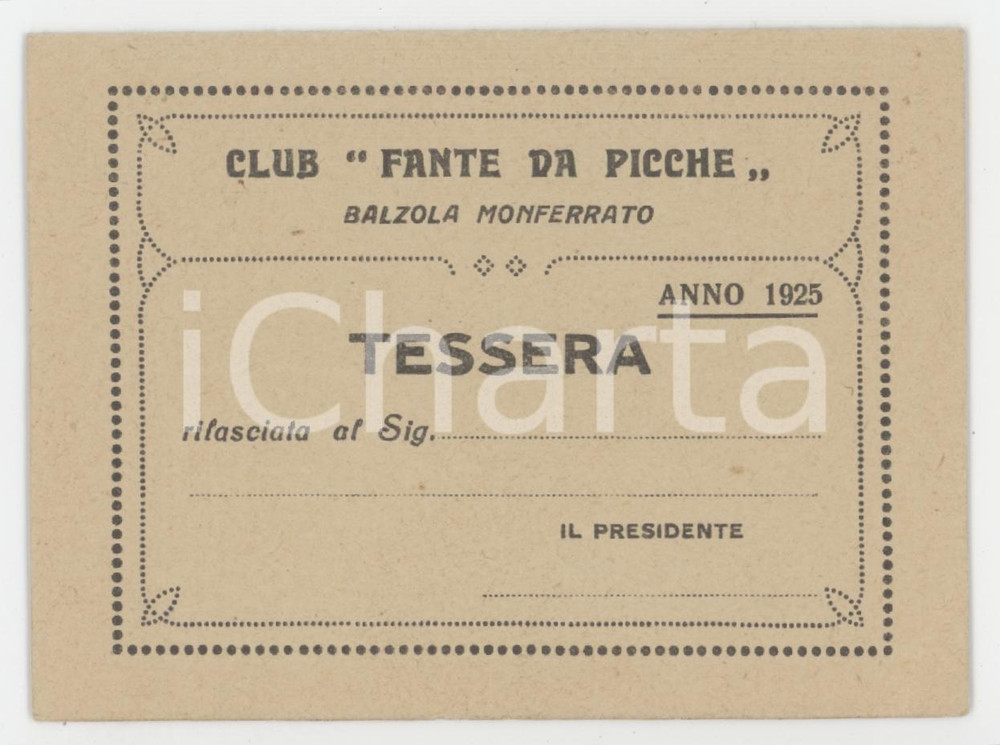 CLUB “ FANTE DA PICCHE „
BALZOLA MONFERRATO
ANNO 1925
TESSERA
rilasciata al Sig.
IL PRESIDENTE
iCharta